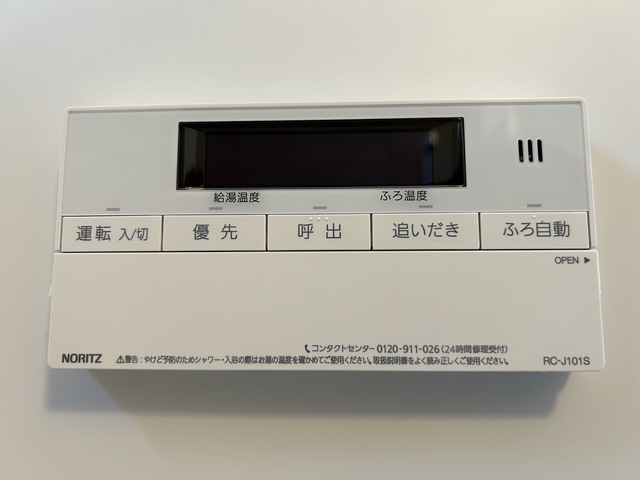 給湯温度 ふろ温度
運転 入/切 優先 呼出 追いだき ふろ自動
OPEN ▶
コンタクトセンター 0120-911-026（24時間修理受付）
NORITZ ⚠警告：やけど予防のためシャワー・入浴の際はお湯の温度を確かめてご使用ください。取扱説明書をよく読み正しくご使用ください。 RC-J101S